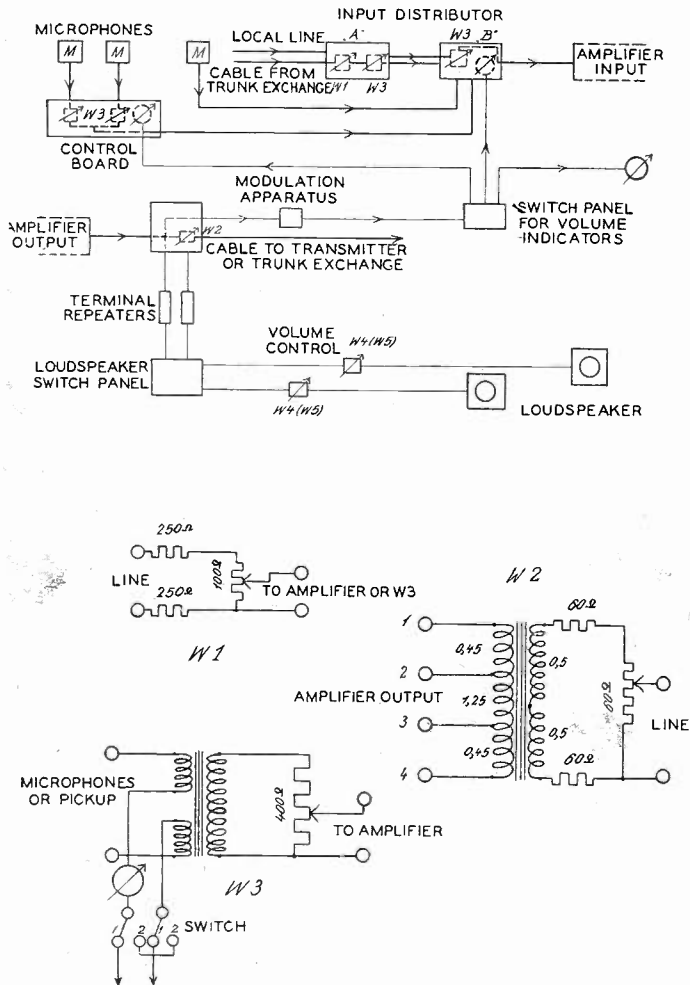 INPUT DISTRIBUTOR
MICROPHONES
LOCAL LINE
"A"
W3 "B"
M
M
M
AMPLIFIER
INPUT
CABLE FROM
TRUNK EXCHANGE
W1
W3
W3
CONTROL
BOARD
MODULATION
APPARATUS
SWITCH PANEL
FOR VOLUME
INDICATORS
AMPLIFIER
OUTPUT
W2
CABLE TO TRANSMITTER
OR TRUNK EXCHANGE
TERMINAL
REPEATERS
VOLUME
CONTROL
W4(W5)
LOUDSPEAKER
SWITCH PANEL
W4(W5)
LOUDSPEAKER
250Ω
LINE
100Ω
TO AMPLIFIER OR W3
250Ω
W1
W2
1
60Ω
0,45
0,5
2
AMPLIFIER OUTPUT
1,25
LINE
3
0,45
0,5
4
60Ω
MICROPHONES
OR PICKUP
400Ω
TO AMPLIFIER
W3
SWITCH
1
2
1
2